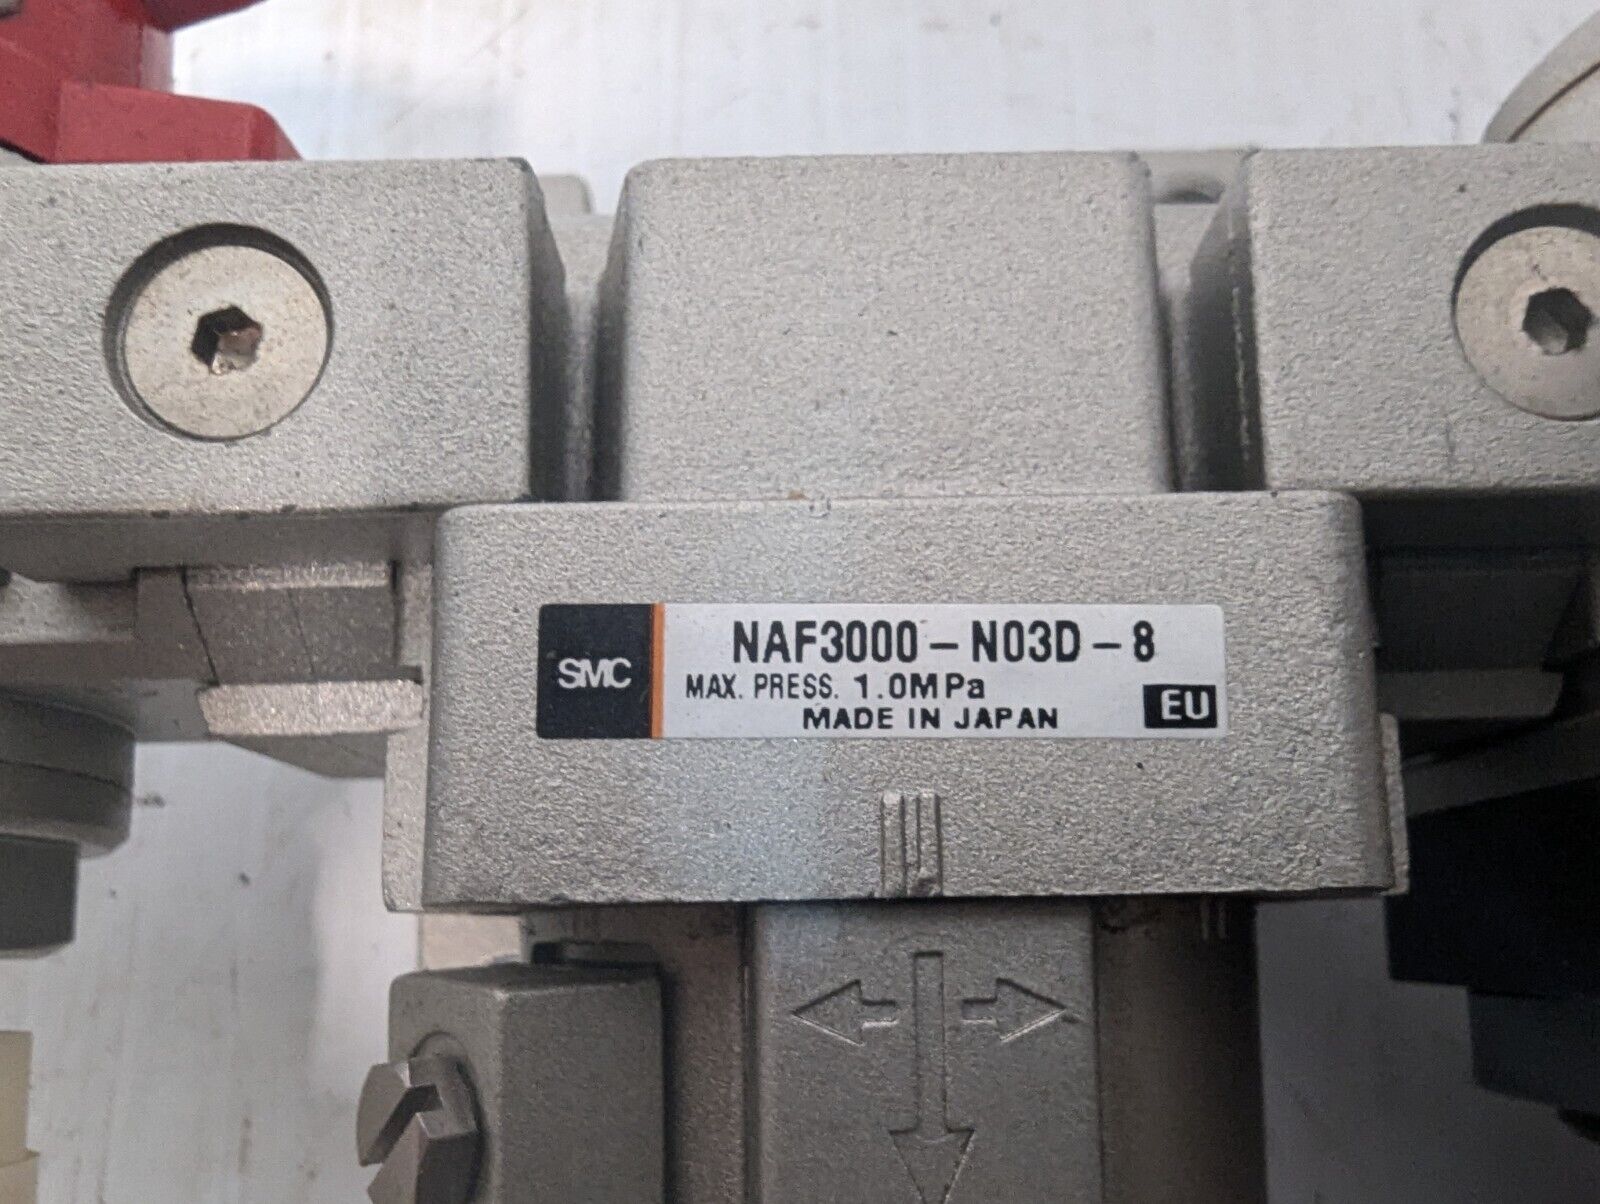 SMC
NAF3000-N03D-8
MAX. PRESS. 1.0MPa
MADE IN JAPAN
EU